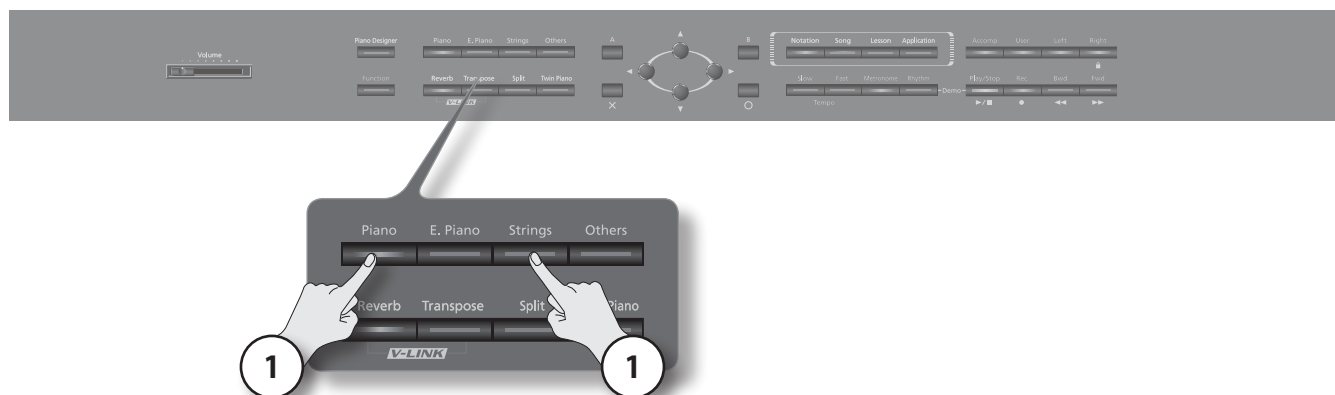 Volume
Piano Designer
Piano E. Piano Strings Others
A
B
Notation Song Lesson Application
Accomp User Left Right
Function
Reverb Transpose Split Twin Piano
V-LINK
Slow Fast Metronome Rhythm
Tempo
Demo
Play/Stop Rec Bwd Fwd
Piano E. Piano Strings Others
Reverb Transpose Split Piano
V-LINK
1 1